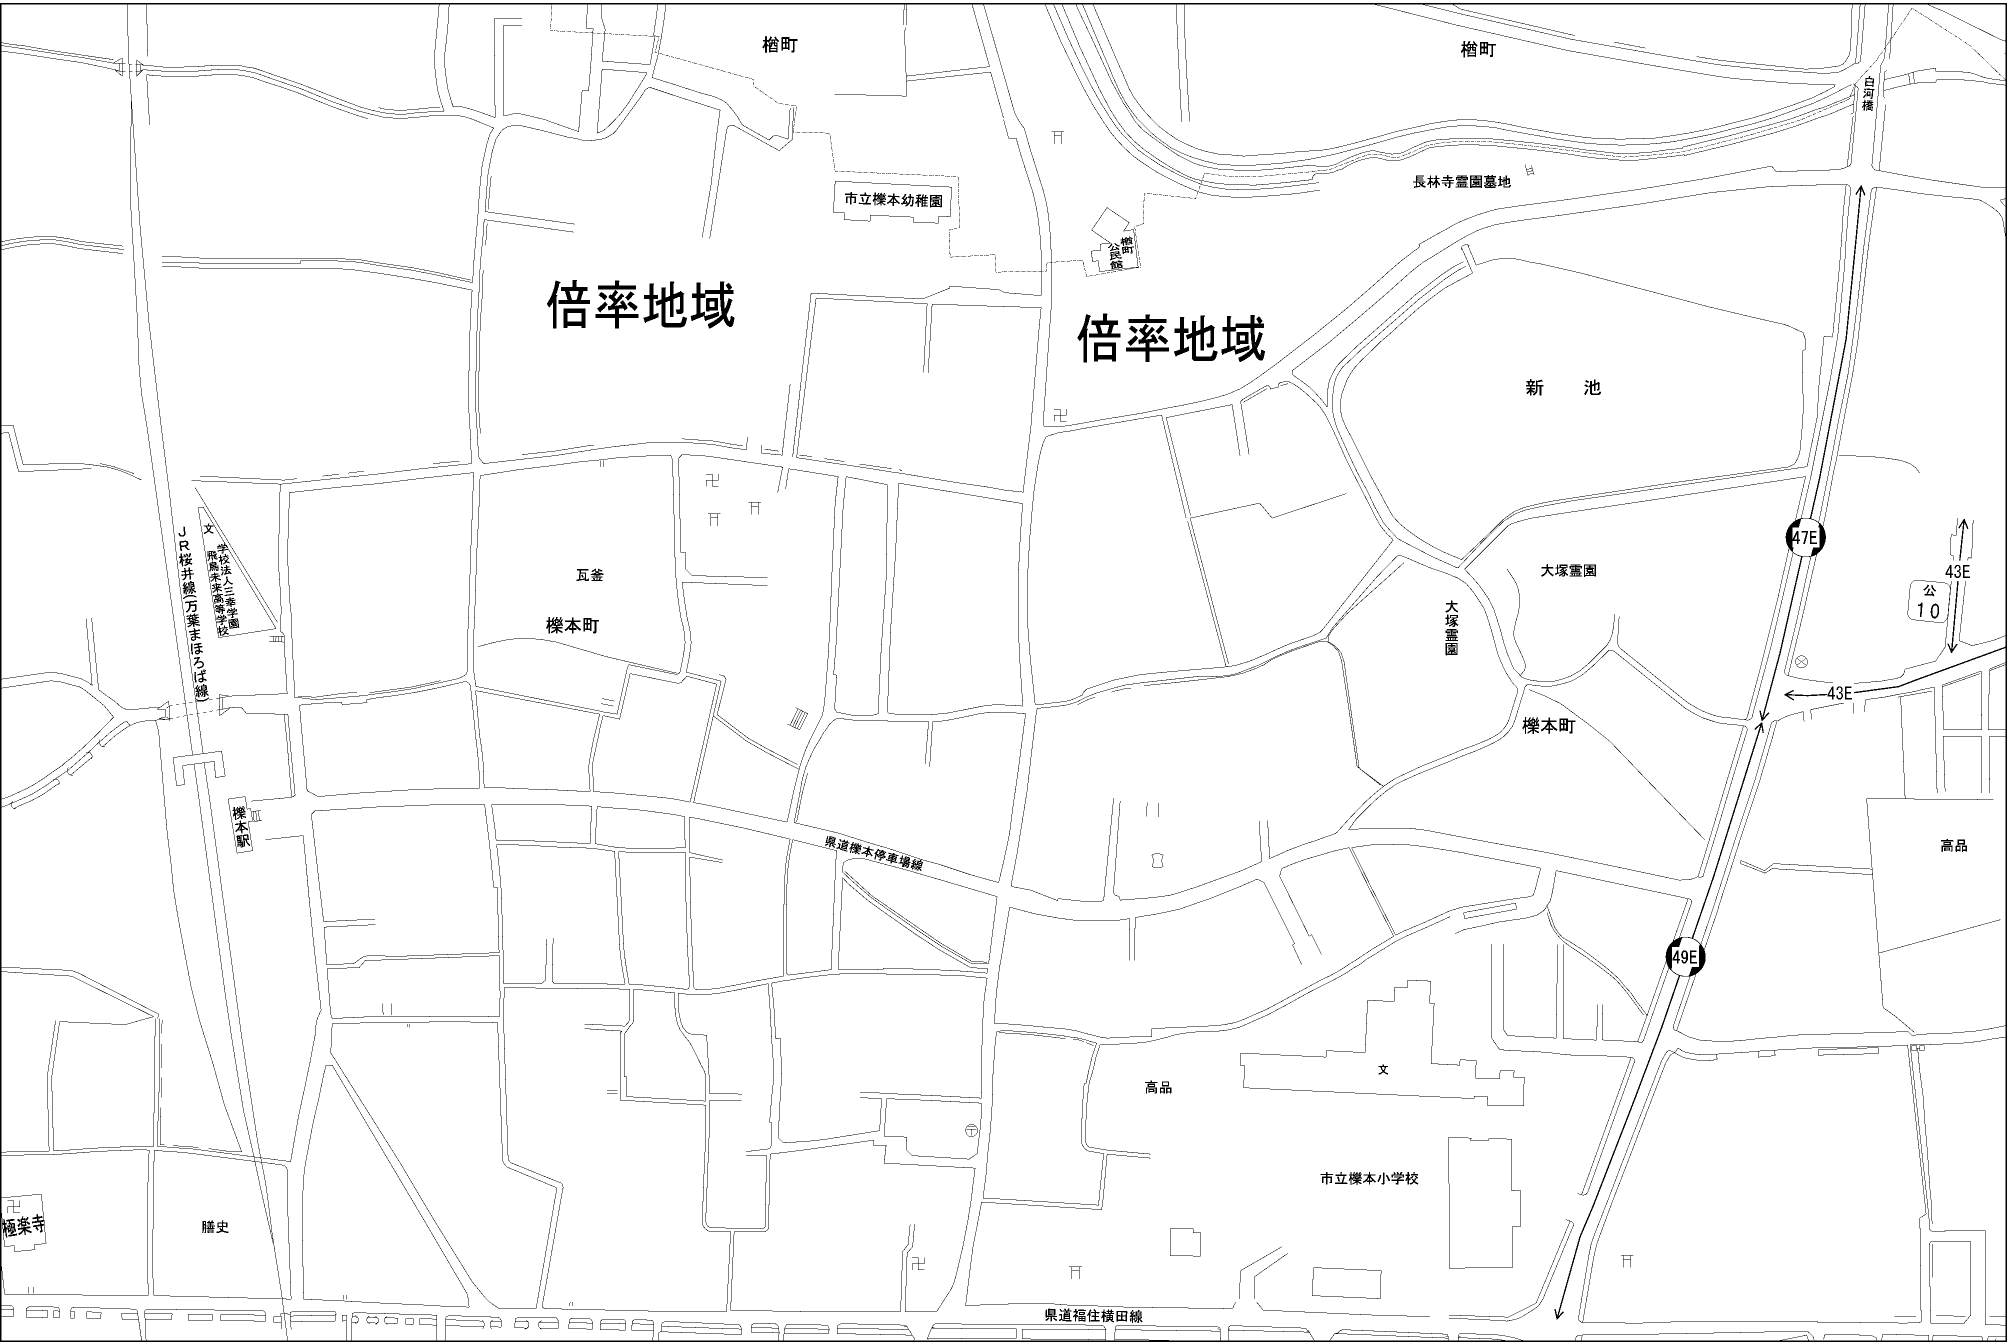 楢町
楢町
白河橋
市立櫟本幼稚園
長林寺霊園墓地
楢町
公民館
倍率地域
倍率地域
新　池
47E
43E
公
10
文
学校法人三幸学園
飛鳥未来高等学校
JR桜井線(万葉まほろば線)
瓦釜
櫟本町
大塚霊園
大塚霊園
43E
櫟本町
櫟本駅
県道櫟本停車場線
高品
49E
文
高品
市立櫟本小学校
極楽寺
膳史
県道福住横田線